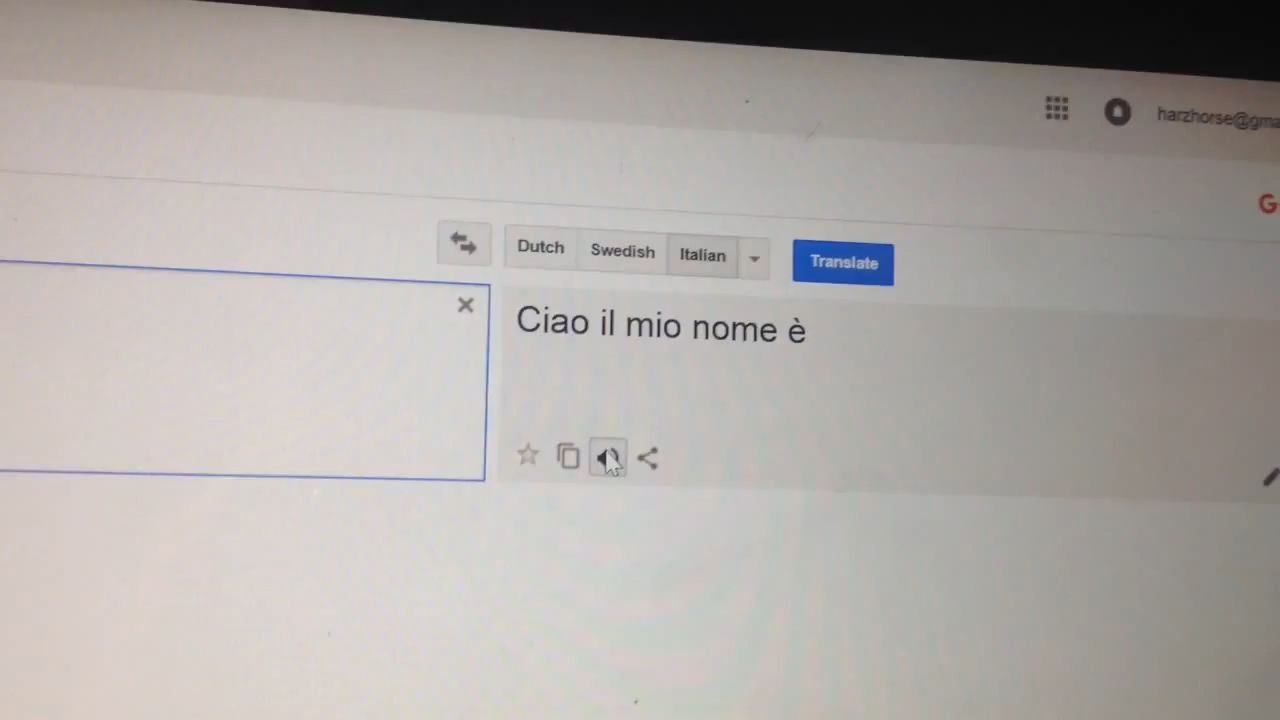 harzhorse@gma
G
Dutch Swedish Italian Translate
Ciao il mio nome è